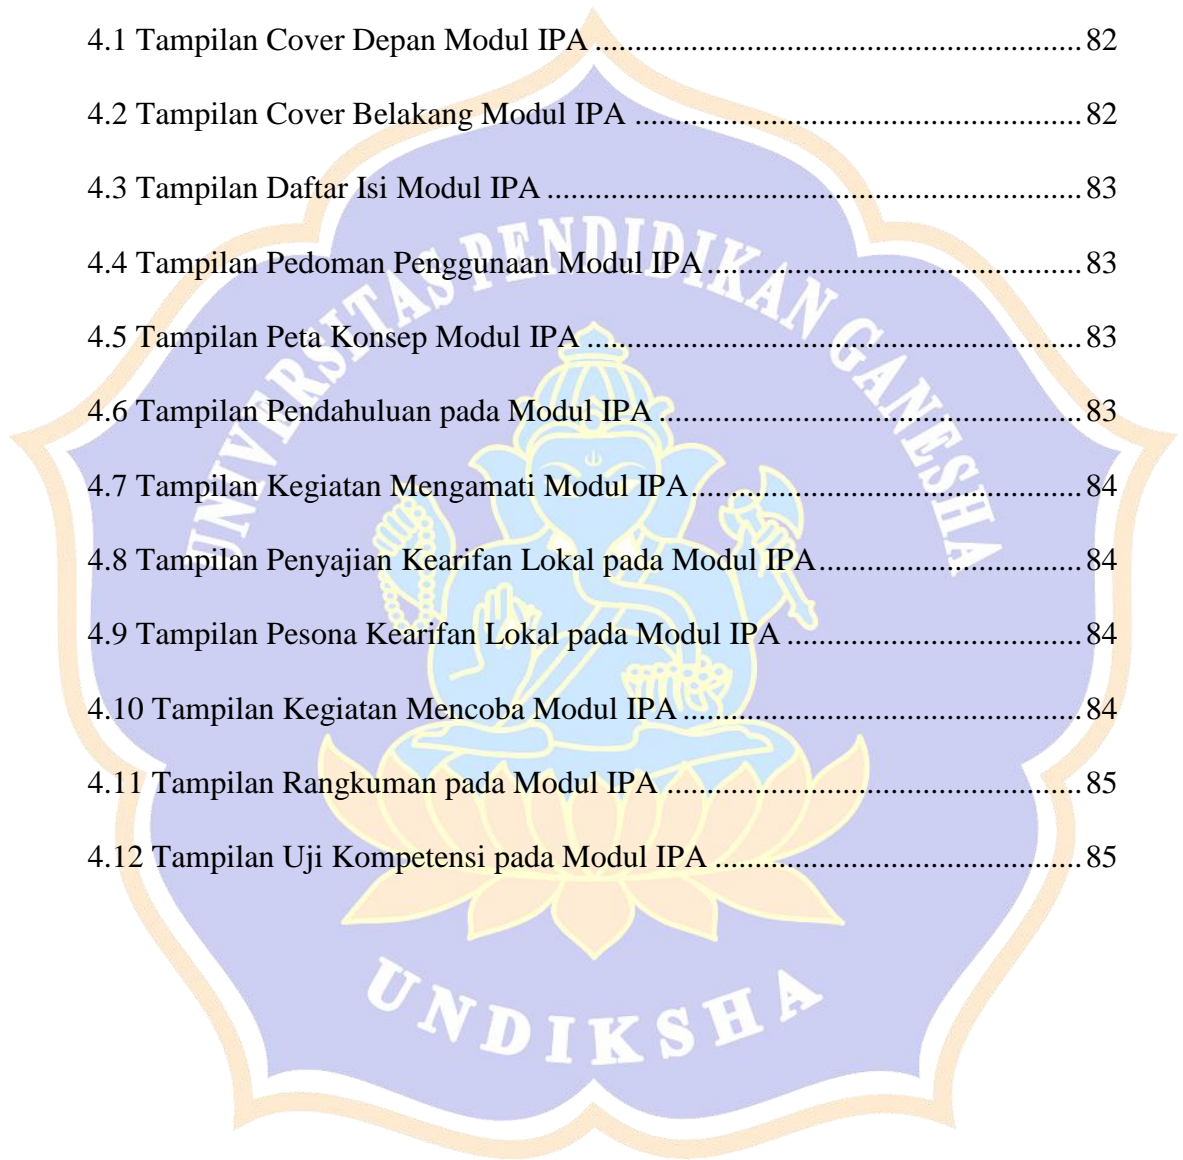 4.1 Tampilan Cover Depan Modul IPA ............................................................. 82
4.2 Tampilan Cover Belakang Modul IPA ........................................................ 82
4.3 Tampilan Daftar Isi Modul IPA ................................................................... 83
4.4 Tampilan Pedoman Penggunaan Modul IPA ............................................... 83
4.5 Tampilan Peta Konsep Modul IPA .............................................................. 83
4.6 Tampilan Pendahuluan pada Modul IPA ..................................................... 83
4.7 Tampilan Kegiatan Mengamati Modul IPA ................................................. 84
4.8 Tampilan Penyajian Kearifan Lokal pada Modul IPA ................................. 84
4.9 Tampilan Pesona Kearifan Lokal pada Modul IPA ..................................... 84
4.10 Tampilan Kegiatan Mencoba Modul IPA .................................................. 84
4.11 Tampilan Rangkuman pada Modul IPA .................................................... 85
4.12 Tampilan Uji Kompetensi pada Modul IPA .............................................. 85
UNIVERSITAS PENDIDIKAN GANESHA
UNDIKSHA